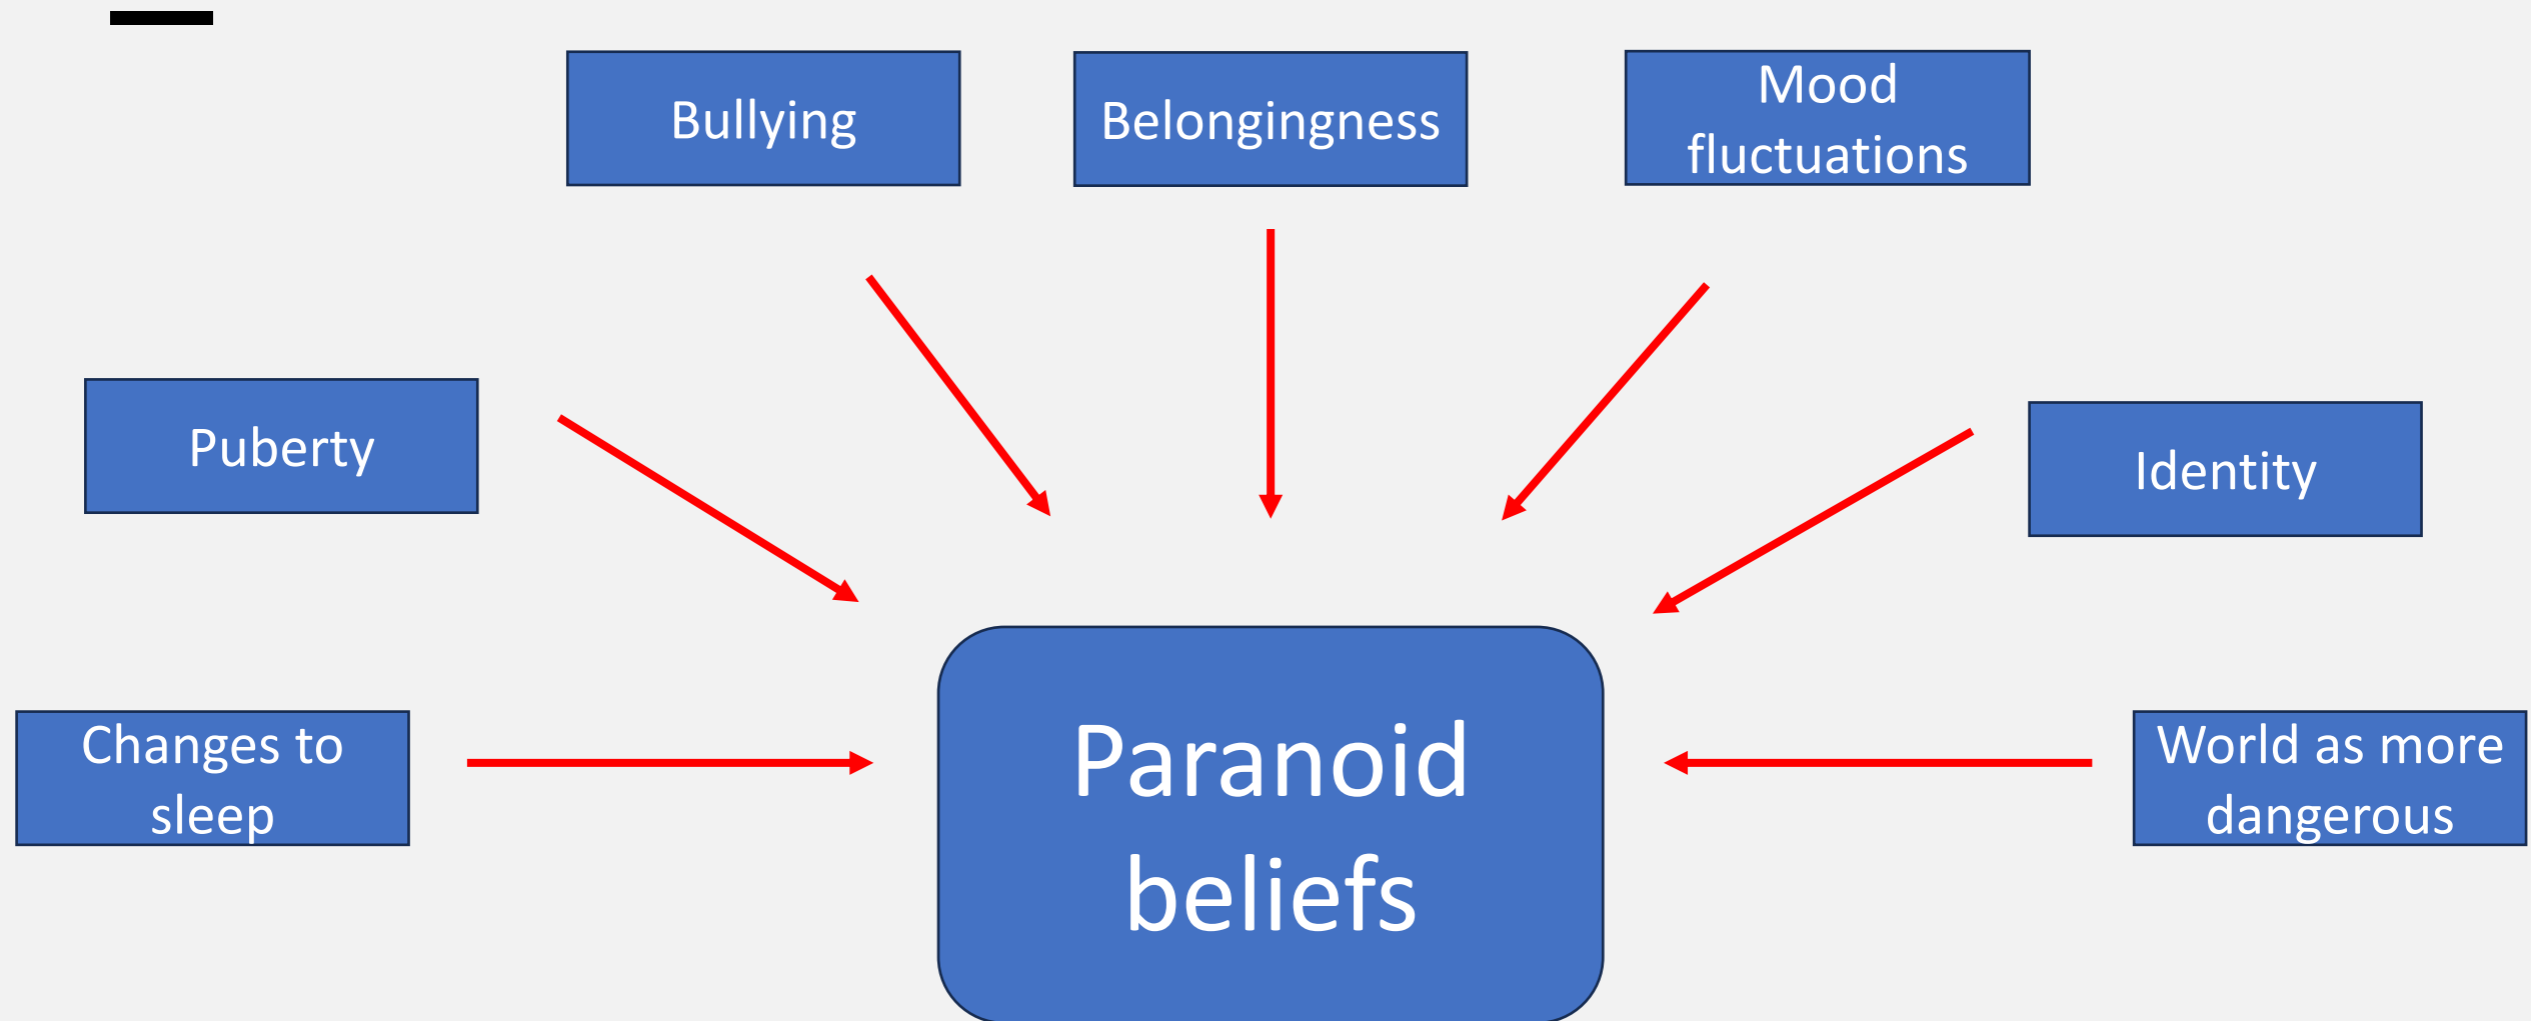 Bullying
Belongingness
Mood
fluctuations
Puberty
Identity
Changes to
sleep
World as more
dangerous
Paranoid
beliefs